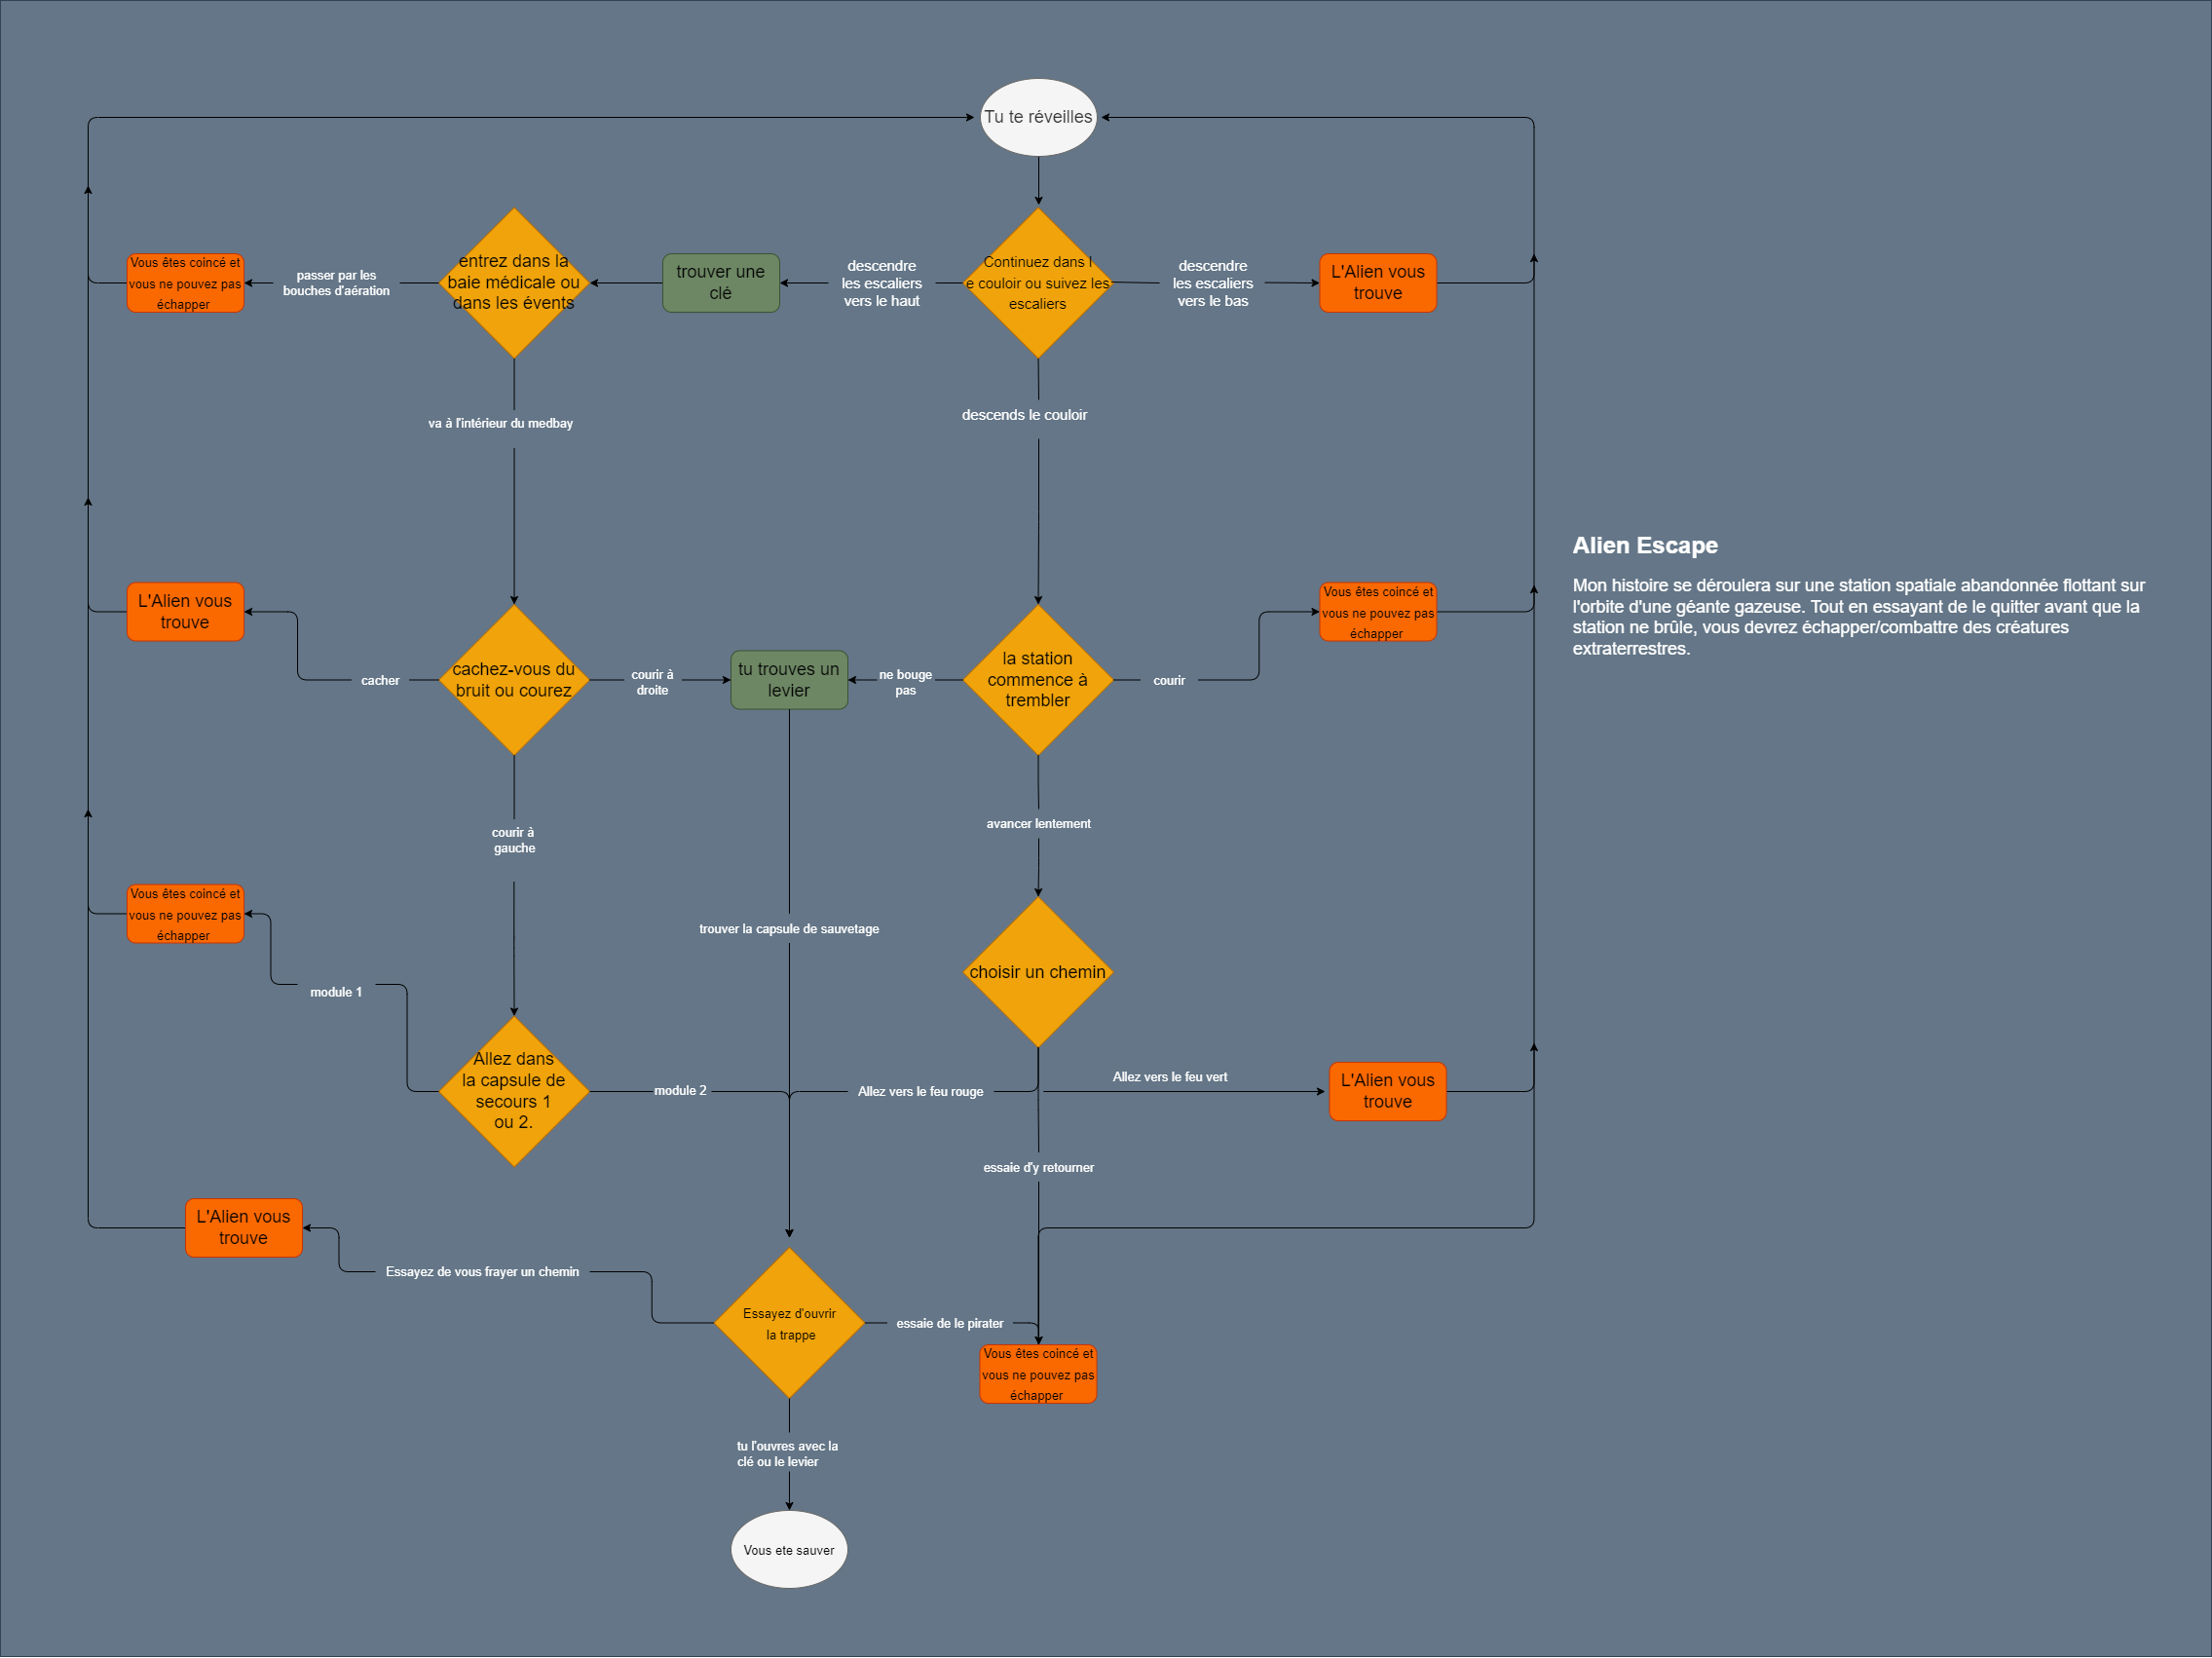 Tu te réveilles
Vous êtes coincé et
vous ne pouvez pas
échapper
passer par les
bouches d'aération
entrez dans la
baie médicale ou
dans les évents
trouver une
clé
descendre
les escaliers
vers le haut
Continuez dans l
e couloir ou suivez les
escaliers
descendre
les escaliers
vers le bas
L'Alien vous
trouve
va à l'intérieur du medbay
descends le couloir
Alien Escape
Mon histoire se déroulera sur une station spatiale abandonnée flottant sur
l'orbite d'une géante gazeuse. Tout en essayant de le quitter avant que la
station ne brûle, vous devrez échapper/combattre des créatures
extraterrestres.
L'Alien vous
trouve
cacher
cachez-vous du
bruit ou courez
courir à
droite
tu trouves un
levier
ne bouge
pas
la station
commence à
trembler
courir
Vous êtes coincé et
vous ne pouvez pas
échapper
courir à
gauche
avancer lentement
Vous êtes coincé et
vous ne pouvez pas
échapper
trouver la capsule de sauvetage
choisir un chemin
module 1
Allez dans
la capsule de
secours 1
ou 2.
module 2
Allez vers le feu rouge
Allez vers le feu vert
L'Alien vous
trouve
essaie d'y retourner
L'Alien vous
trouve
Essayez de vous frayer un chemin
Essayez d'ouvrir
la trappe
essaie de le pirater
Vous êtes coincé et
vous ne pouvez pas
échapper
tu l'ouvres avec la
clé ou le levier
Vous ete sauver